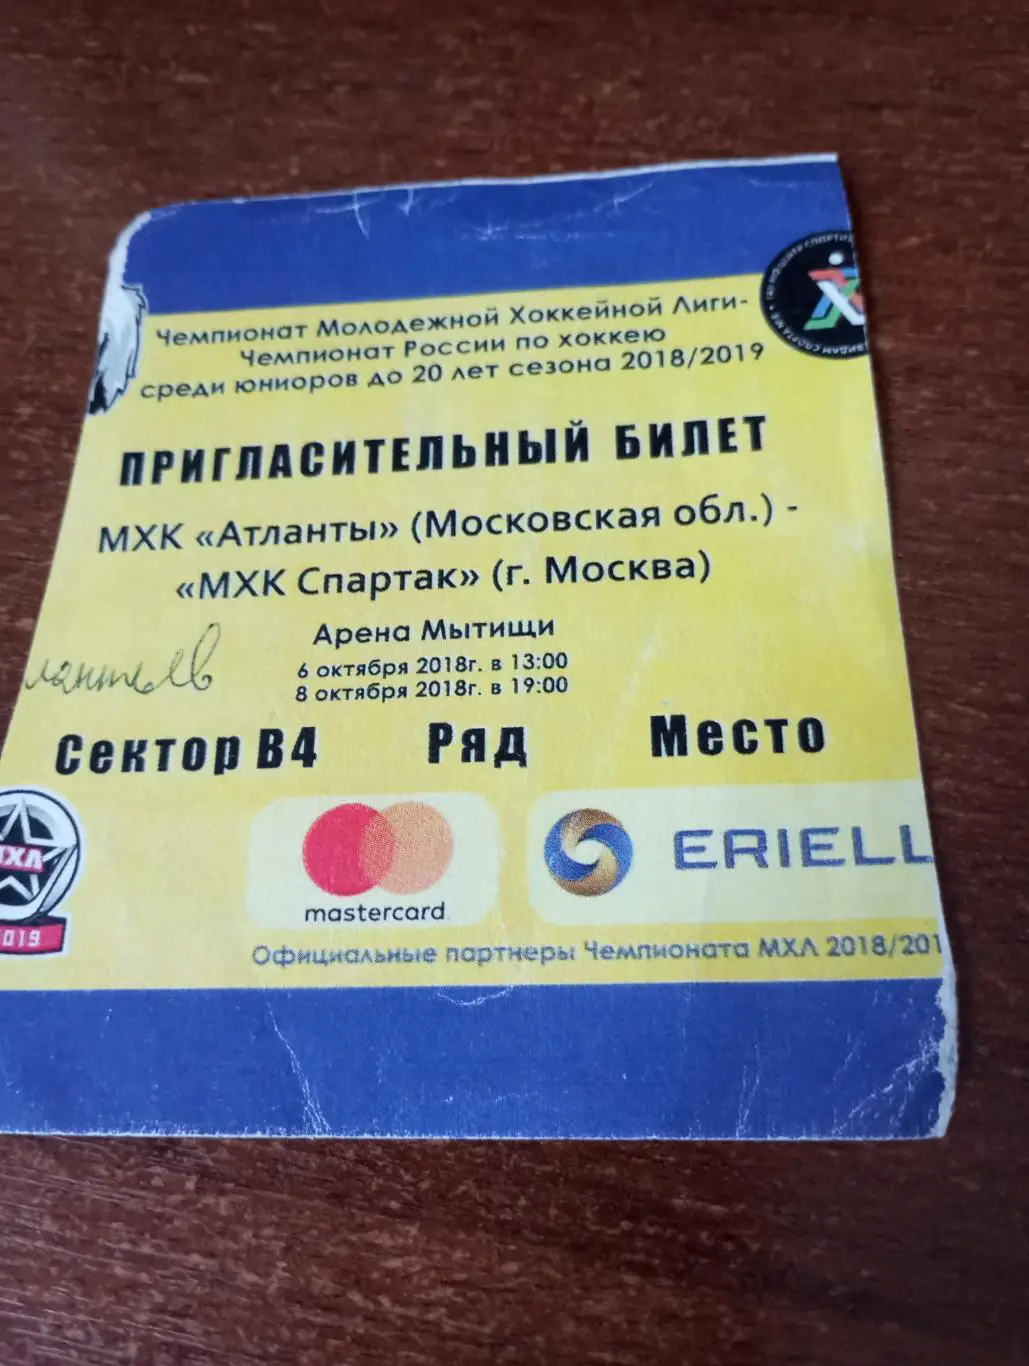 Чемпионат Молодежной Хоккейной Лиги-
Чемпионат России по хоккею
среди юниоров до 20 лет сезона 2018/2019
ПРИГЛАСИТЕЛЬНЫЙ БИЛЕТ
МХК «Атланты» (Московская обл.) -
«МХК Спартак» (г. Москва)
Арена Мытищи
6 октября 2018г. в 13:00
8 октября 2018г. в 19:00
Сектор В4 Ряд Место
МХЛ
2019
mastercard
ERIELL
Официальные партнеры Чемпионата МХЛ 2018/201